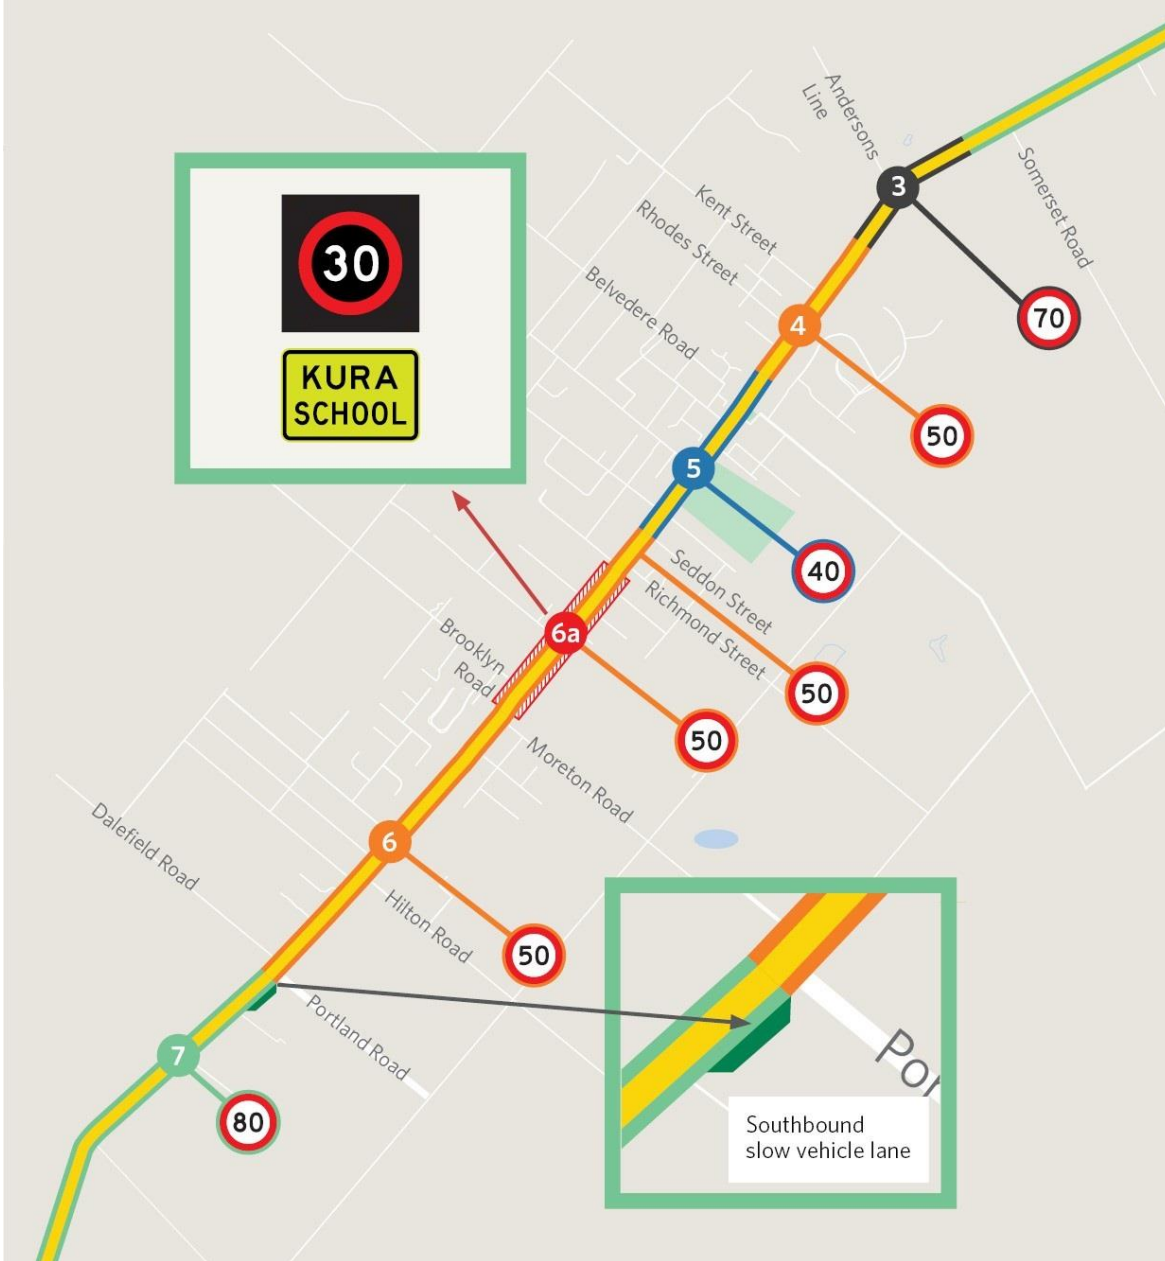 Andersons
Line
3
Somerset Road
Kent Street
Rhodes Street
30
KURA
SCHOOL
Belvedere Road
70
4
50
5
40
Seddon Street
Richmond Street
6a
Brooklyn
Road
50
50
Moreton Road
Dalefield Road
6
Hilton Road
50
Portland Road
7
80
Por
Southbound
slow vehicle lane